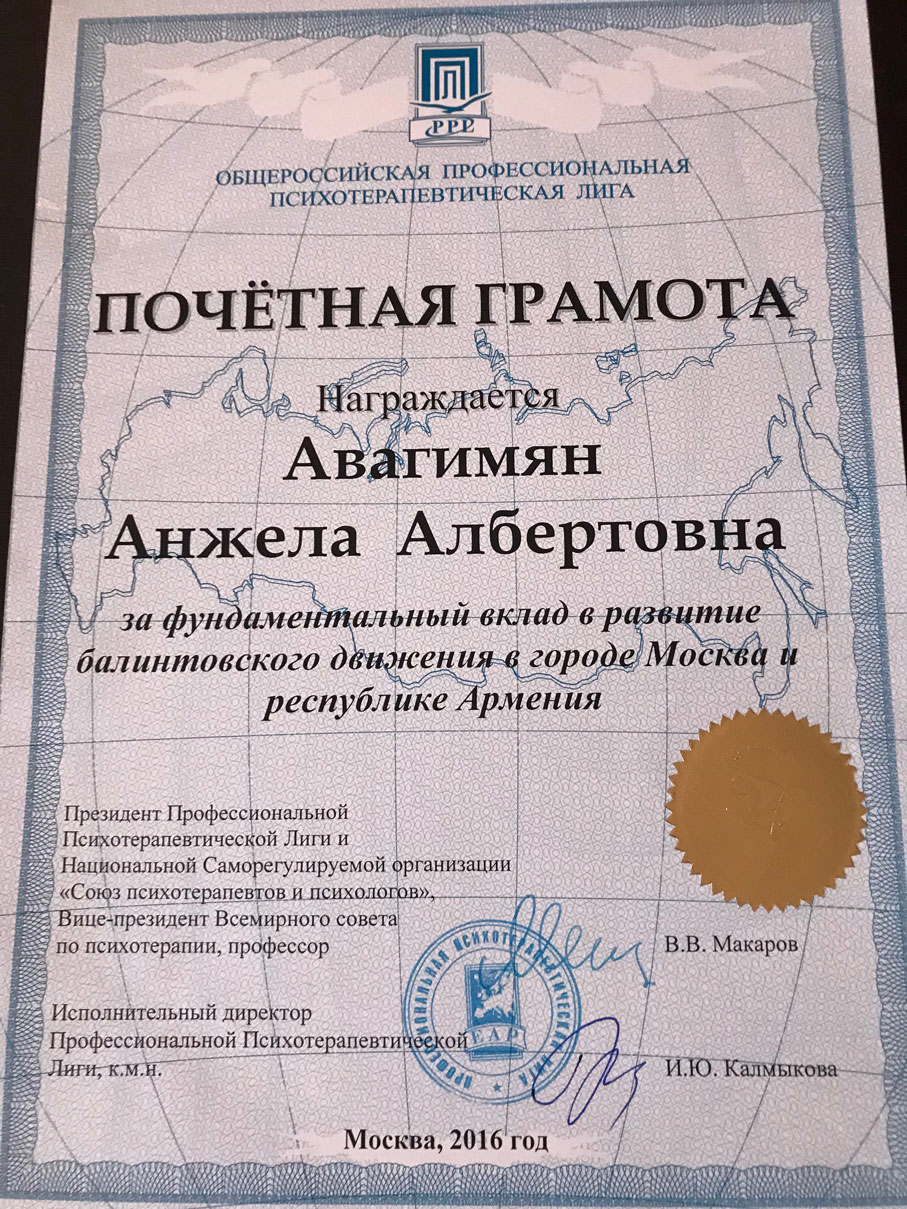 РРL
ОБЩЕРОССИЙСКАЯ ПРОФЕССИОНАЛЬНАЯ
ПСИХОТЕРАПЕВТИЧЕСКАЯ ЛИГА
ПОЧЁТНАЯ ГРАМОТА
Награждается
Авагимян
Анжела Албертовна
за фундаментальный вклад в развитие
балинтовского движения в городе Москва и
республике Армения
Президент Профессиональной
Психотерапевтической Лиги и
Национальной Саморегулируемой организации
«Союз психотерапевтов и психологов»,
Вице-президент Всемирного совета
по психотерапии, профессор
В.В. Макаров
ПРОФЕССИОНАЛЬНАЯ ПСИХОТЕРАПЕВТИЧЕСКАЯ ЛИГА
EAP
Исполнительный директор
Профессиональной Психотерапевтической
Лиги, к.м.н.
И.Ю. Калмыкова
Москва, 2016 год